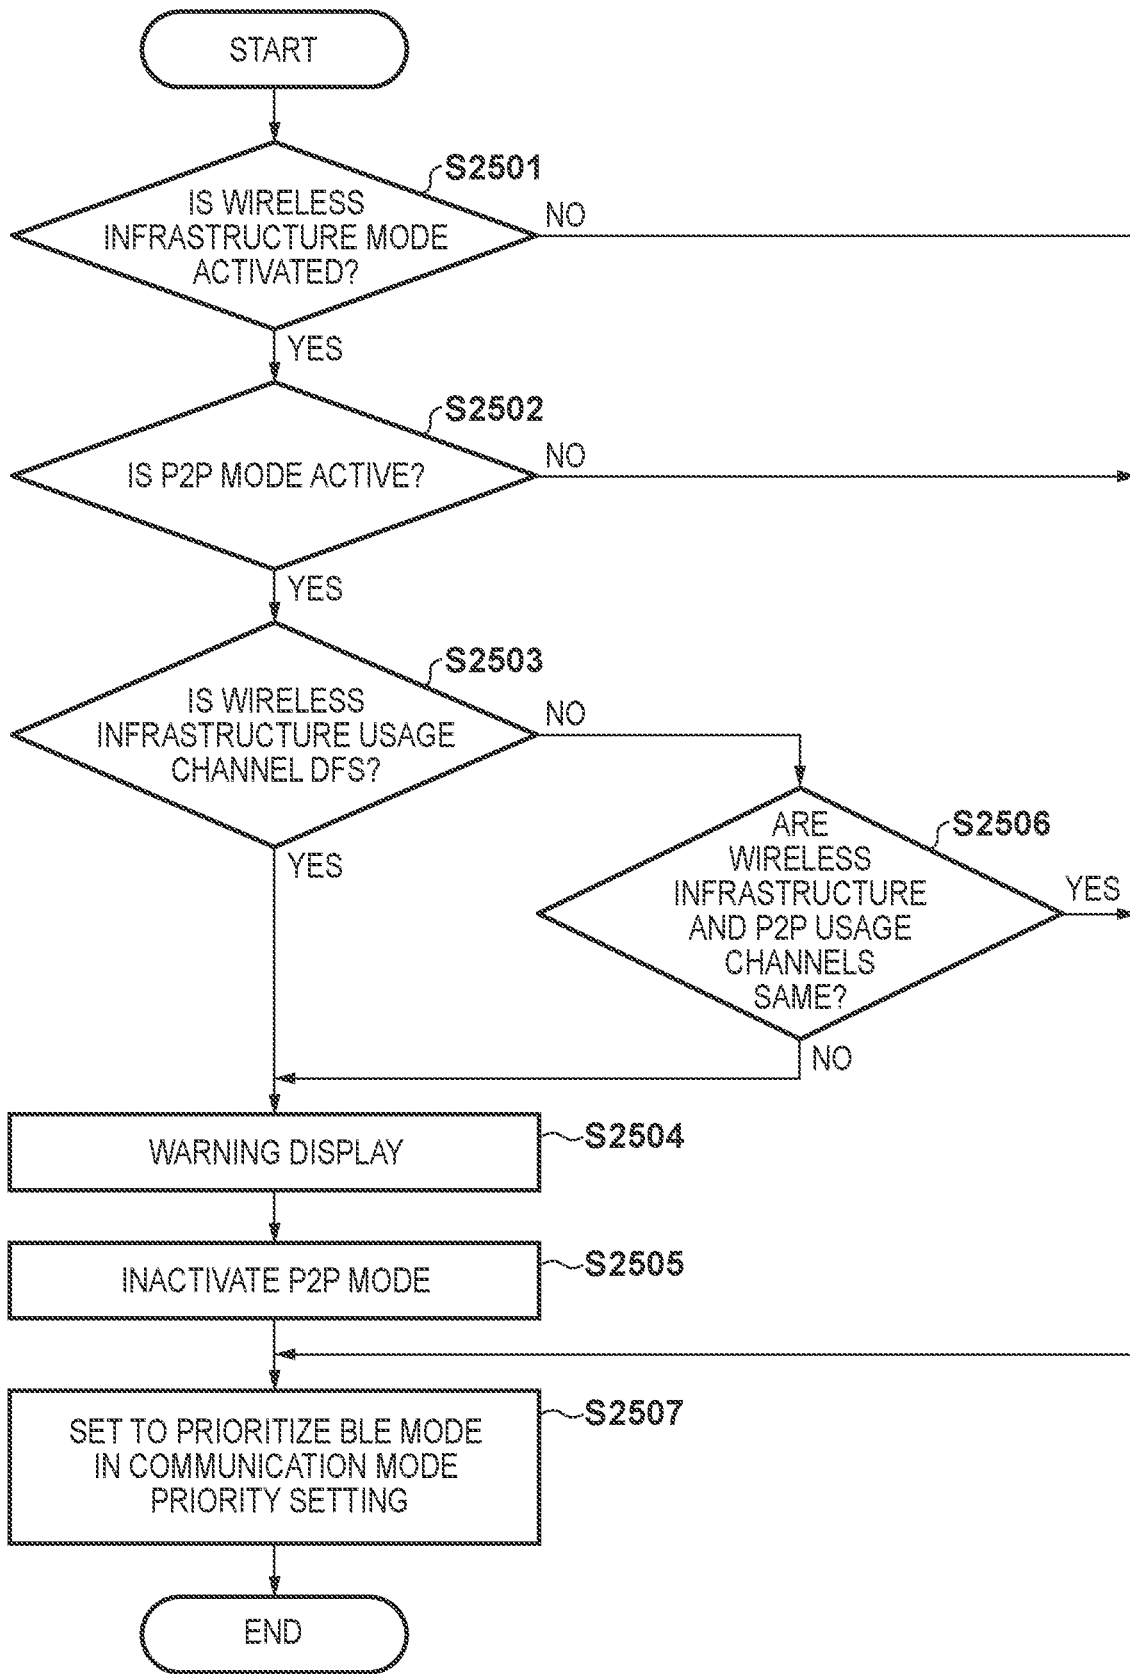 START
S2501
IS WIRELESS
INFRASTRUCTURE MODE
ACTIVATED?
NO
YES
S2502
IS P2P MODE ACTIVE?
NO
YES
S2503
IS WIRELESS
INFRASTRUCTURE USAGE
CHANNEL DFS?
NO
YES
S2506
ARE
WIRELESS
INFRASTRUCTURE
AND P2P USAGE
CHANNELS
SAME?
YES
NO
WARNING DISPLAY
S2504
INACTIVATE P2P MODE
S2505
SET TO PRIORITIZE BLE MODE
IN COMMUNICATION MODE
PRIORITY SETTING
S2507
END